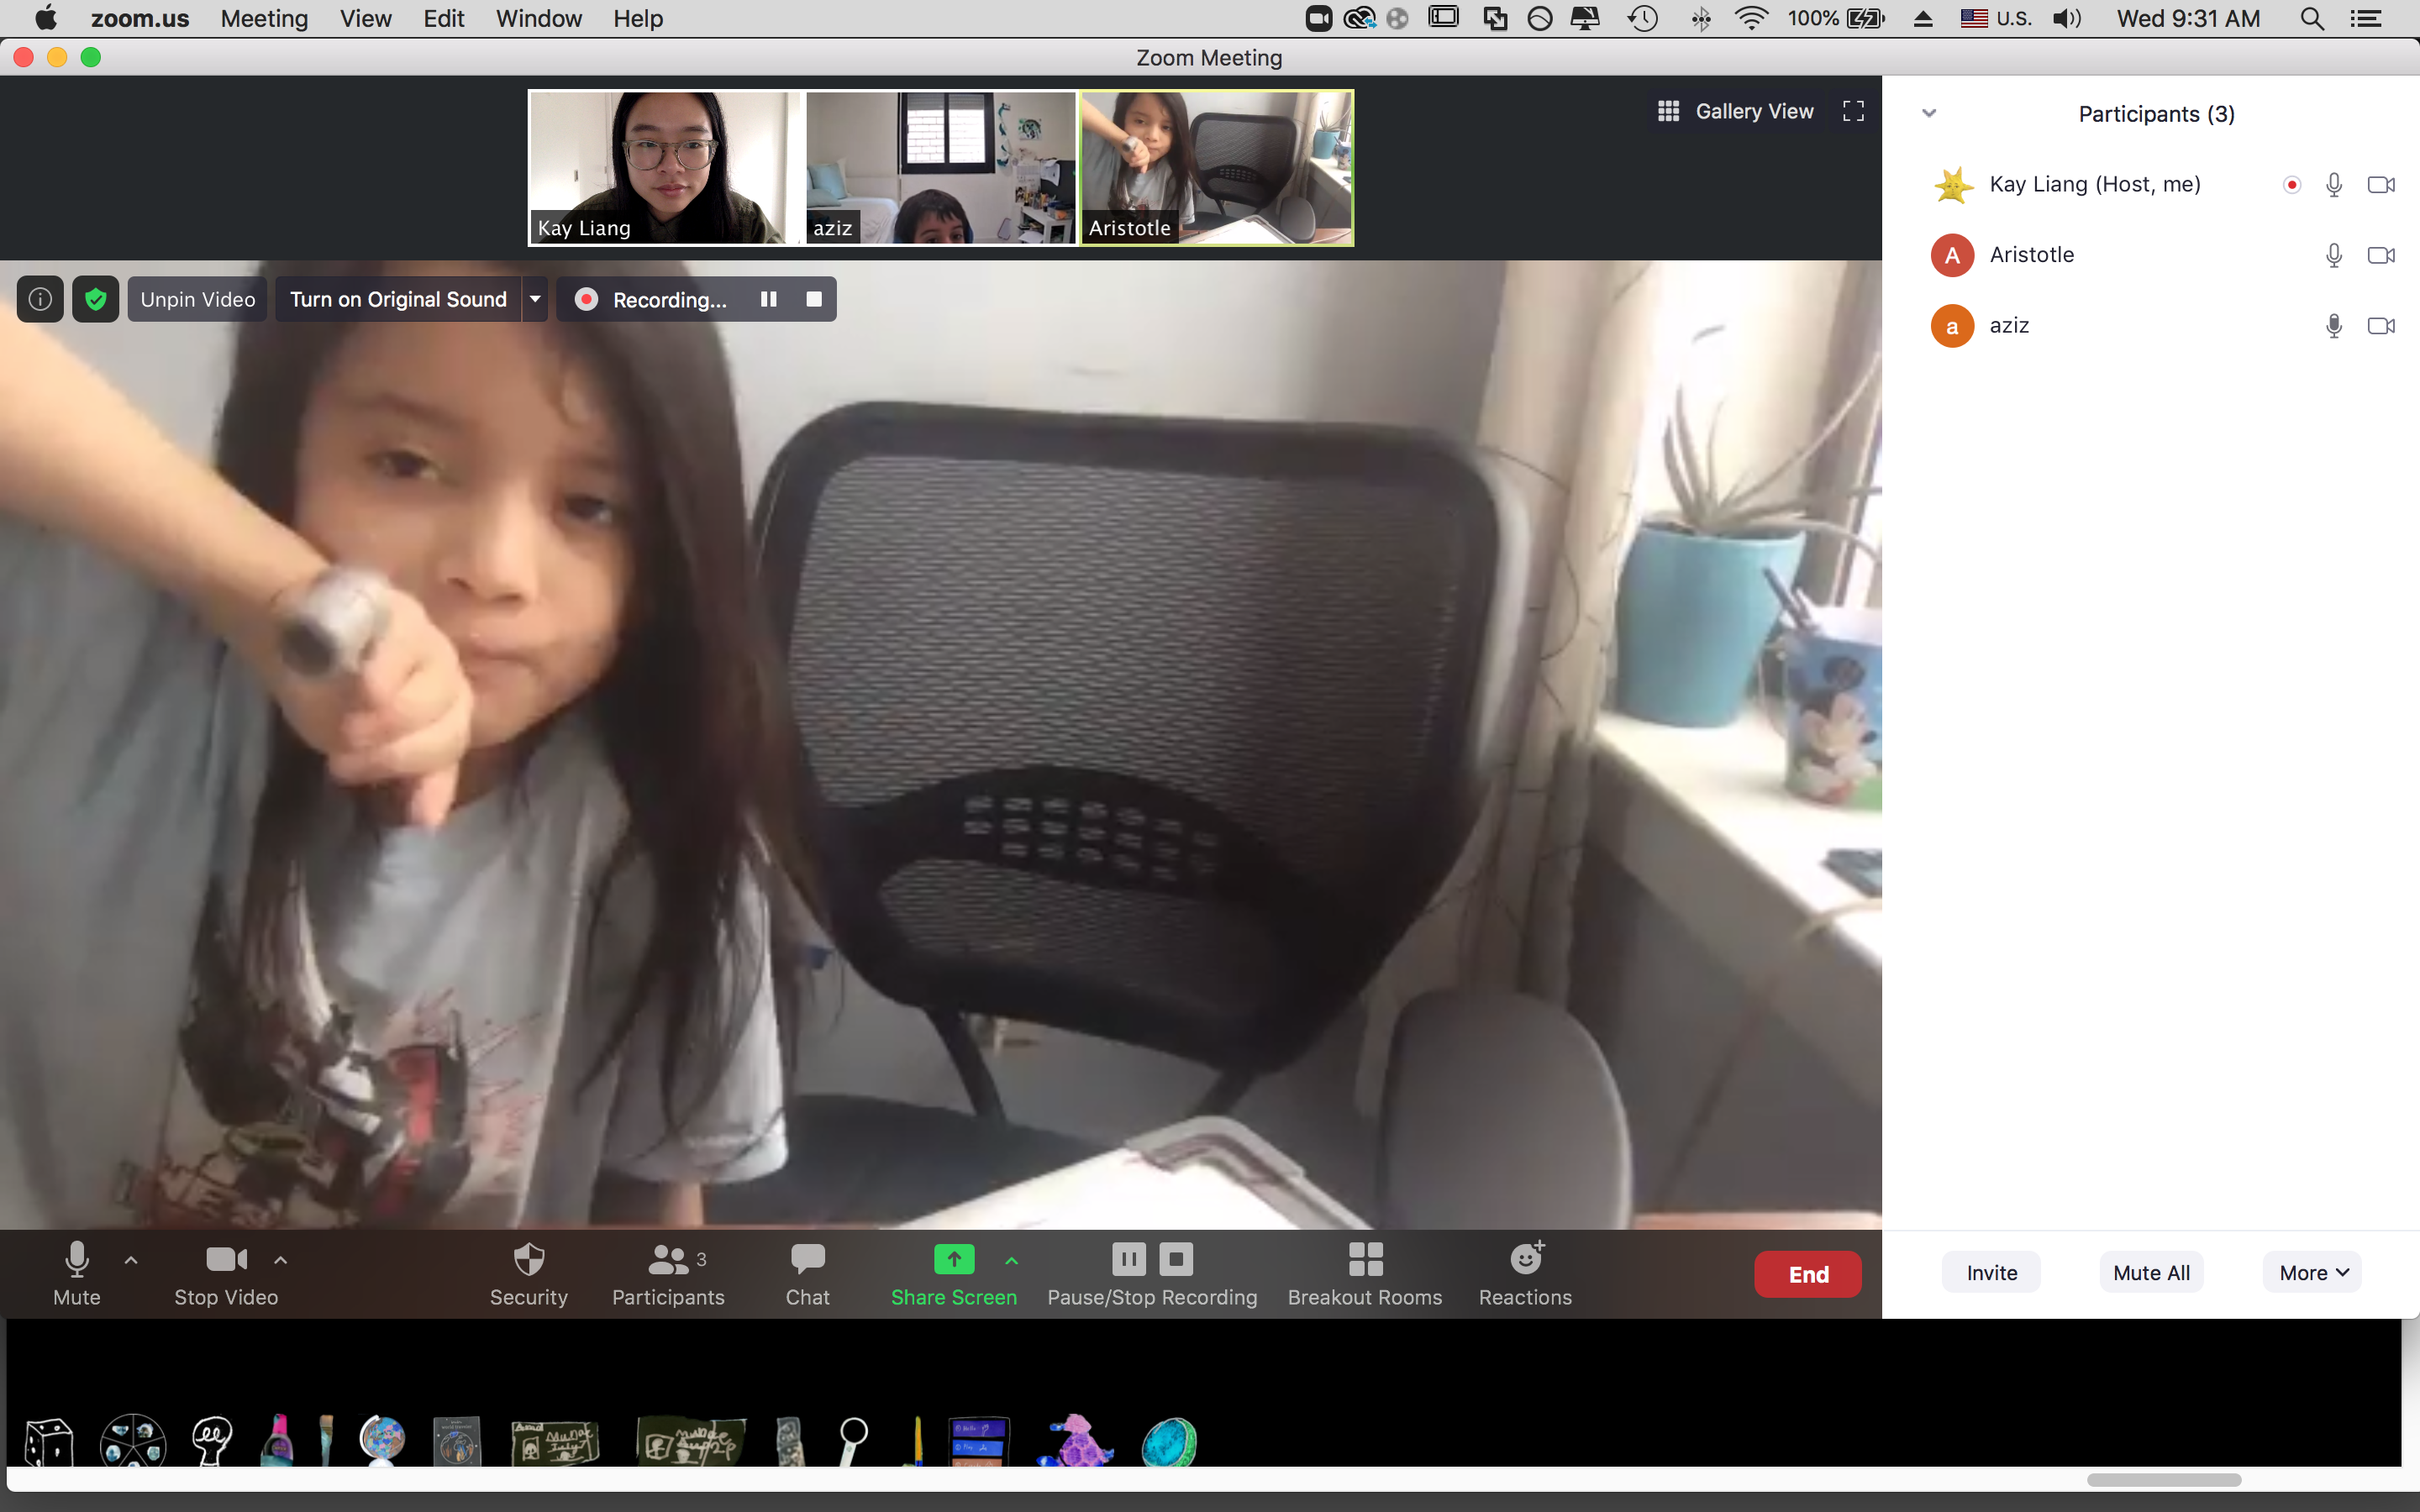 zoom.us Meeting View Edit Window Help 100% U.S. Wed 9:31 AM
Zoom Meeting
Kay Liang
aziz
Aristotle
Gallery View
Unpin Video
Turn on Original Sound
Recording...
Participants (3)
Kay Liang (Host, me)
A Aristotle
a aziz
Mute
Stop Video
Security
3
Participants
Chat
Share Screen
Pause/Stop Recording
Breakout Rooms
Reactions
End
Invite
Mute All
More